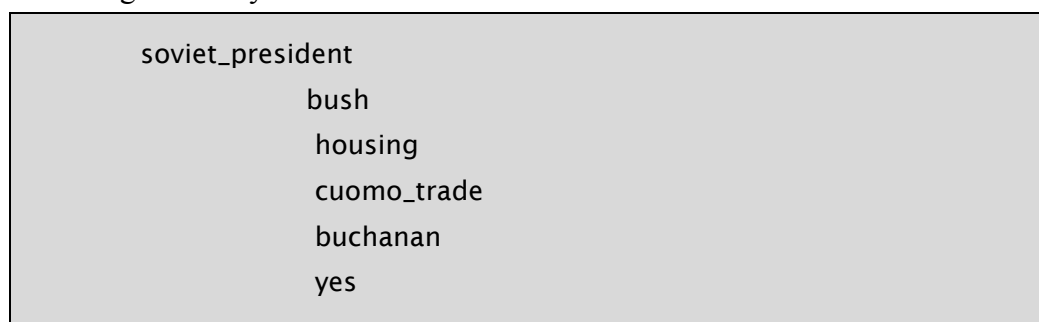 soviet_president
bush
housing
cuomo_trade
buchanan
yes